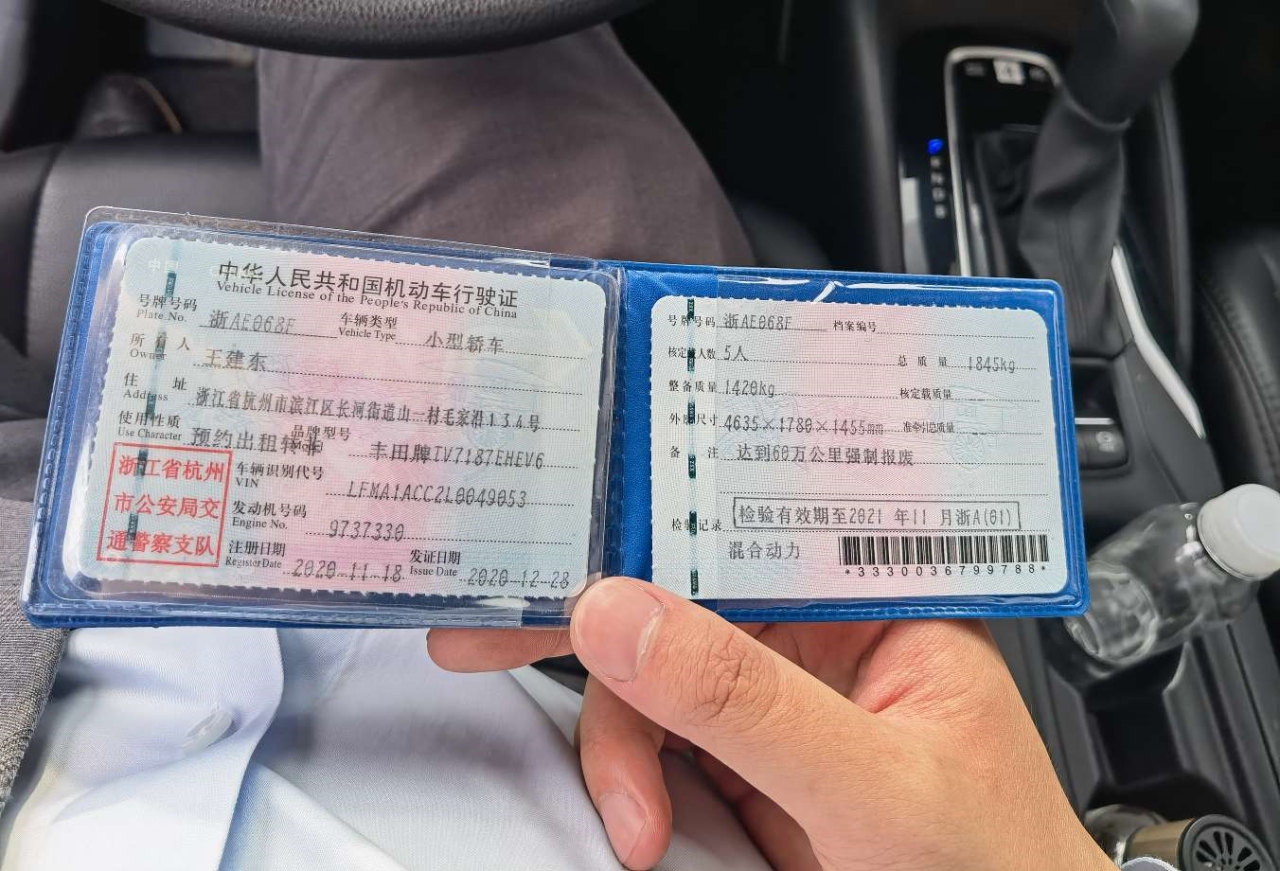 中华人民共和国机动车行驶证
Vehicle License of the People's Republic of China
号牌号码 浙AE068F 车辆类型 小型轿车
Plate No. Vehicle Type
所有人 王建东
Owner
住址 浙江省杭州市滨江区长河街道山一村毛家沿134号
Address
使用性质 预约出租转非 品牌型号 丰田牌TV7187EHEV6
Use Character Model
浙江省杭州
市公安局交
通警察支队
车辆识别代号 LFMA1ACC2L0049053
VIN
发动机号码 9737330
Engine No.
注册日期 2020-11-18 发证日期 2020-12-28
Register Date Issue Date
号牌号码 浙AE068F 档案编号
核定载人数 5人 总质量 1845kg
整备质量 1420kg 核定载质量
外廓尺寸 4635×1780×1455mm 准牵引总质量
备注 达到60万公里强制报废
检验记录 检验有效期至2021 年11 月浙A(01)
混合动力
*3330036799788*